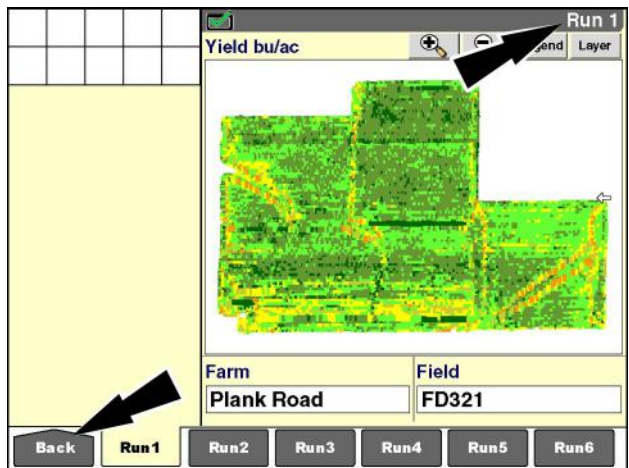 Run 1
Yield bu/ac
Layer
Farm
Field
Plank Road
FD321
Back
Run1
Run2
Run3
Run4
Run5
Run6